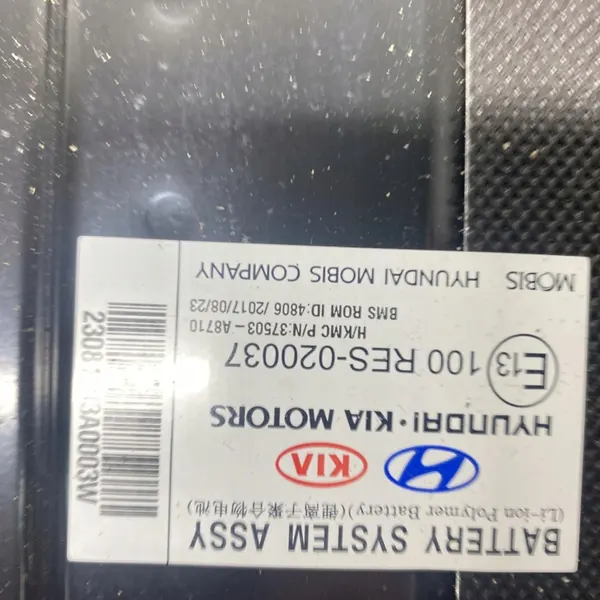 BATTERY SYSTEM ASSY
(Li-ion Polymer Battery)(锂离子聚合物电池)
KIA
HYUNDAI·KIA MOTORS
E13 100 RES-020037
H/KMC P/N:37503-A8710
BMS ROM ID:4806 /2017/08/23
MOBIS HYUNDAI MOBIS COMPANY